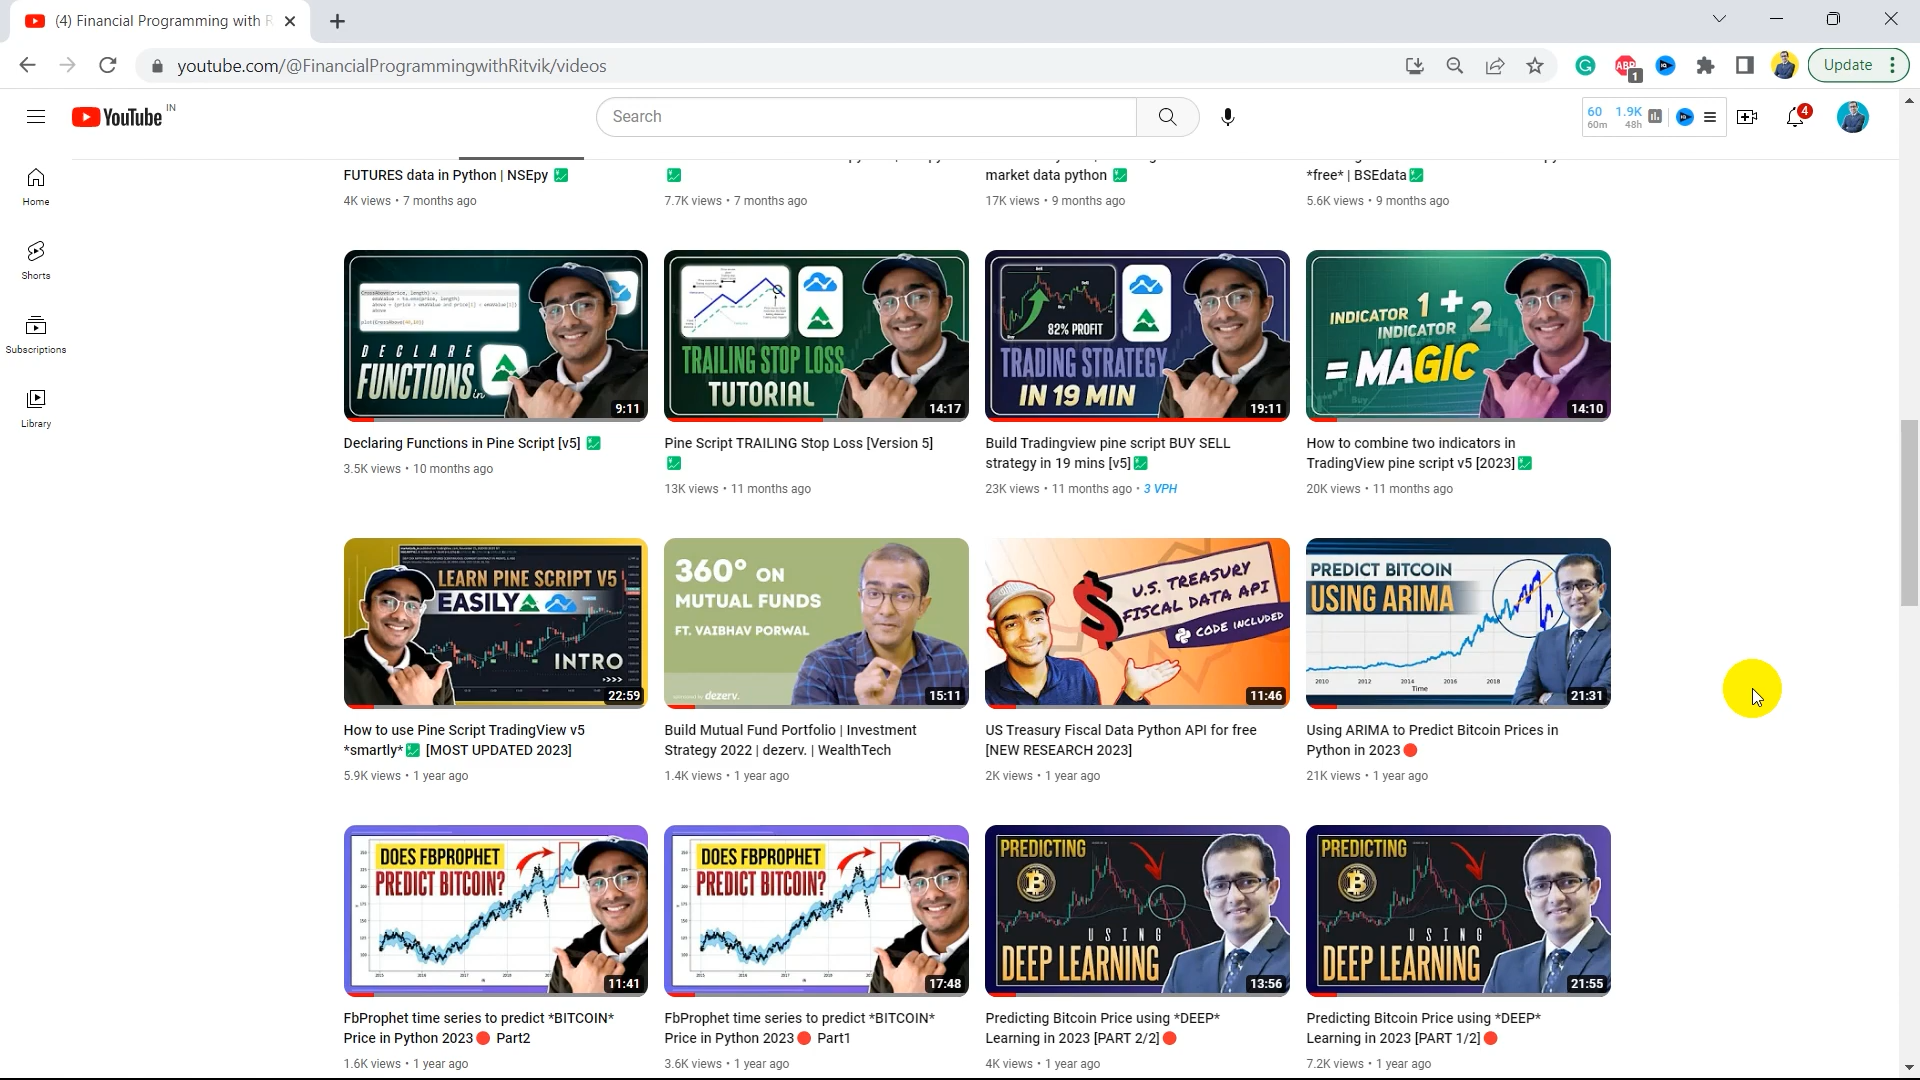 (4) Financial Programming with R
youtube.com/@FinancialProgrammingwithRitvik/videos
ABP
1
Update
YouTube
IN
Search
60
60m
1.9K
48h
4
Home
Shorts
Subscriptions
Library
FUTURES data in Python | NSEpy
4K views • 7 months ago
7.7K views • 7 months ago
market data python
17K views • 9 months ago
*free* | BSEdata
5.6K views • 9 months ago
DECLARE
FUNCTIONS in
9:11
Declaring Functions in Pine Script [v5]
3.5K views • 10 months ago
TRAILING STOP LOSS
TUTORIAL
14:17
Pine Script TRAILING Stop Loss [Version 5]
13K views • 11 months ago
82% PROFIT
TRADING STRATEGY
IN 19 MIN
19:11
Build Tradingview pine script BUY SELL
strategy in 19 mins [v5]
23K views • 11 months ago • 3 VPH
INDICATOR 1 +
INDICATOR 2
= MAGIC
Buy
14:10
How to combine two indicators in
TradingView pine script v5 [2023]
20K views • 11 months ago
LEARN PINE SCRIPT V5
EASILY
INTRO
>>>>
22:59
How to use Pine Script TradingView v5
*smartly* [MOST UPDATED 2023]
5.9K views • 1 year ago
360° ON
MUTUAL FUNDS
FT. VAIBHAV PORWAL
dezerv.
15:11
Build Mutual Fund Portfolio | Investment
Strategy 2022 | dezerv. | WealthTech
1.4K views • 1 year ago
$
U.S. TREASURY
FISCAL DATA API
CODE INCLUDED
11:46
US Treasury Fiscal Data Python API for free
[NEW RESEARCH 2023]
2K views • 1 year ago
PREDICT BITCOIN
USING ARIMA
2010 2012 2014 2016 2018
Time
21:31
Using ARIMA to Predict Bitcoin Prices in
Python in 2023
21K views • 1 year ago
DOES FBPROPHET
PREDICT BITCOIN?
11:41
FbProphet time series to predict *BITCOIN*
Price in Python 2023 Part2
1.6K views • 1 year ago
DOES FBPROPHET
PREDICT BITCOIN?
17:48
FbProphet time series to predict *BITCOIN*
Price in Python 2023 Part1
3.6K views • 1 year ago
PREDICTING
USING
DEEP LEARNING
13:56
Predicting Bitcoin Price using *DEEP*
Learning in 2023 [PART 2/2]
4K views • 1 year ago
PREDICTING
USING
DEEP LEARNING
21:55
Predicting Bitcoin Price using *DEEP*
Learning in 2023 [PART 1/2]
7.2K views • 1 year ago